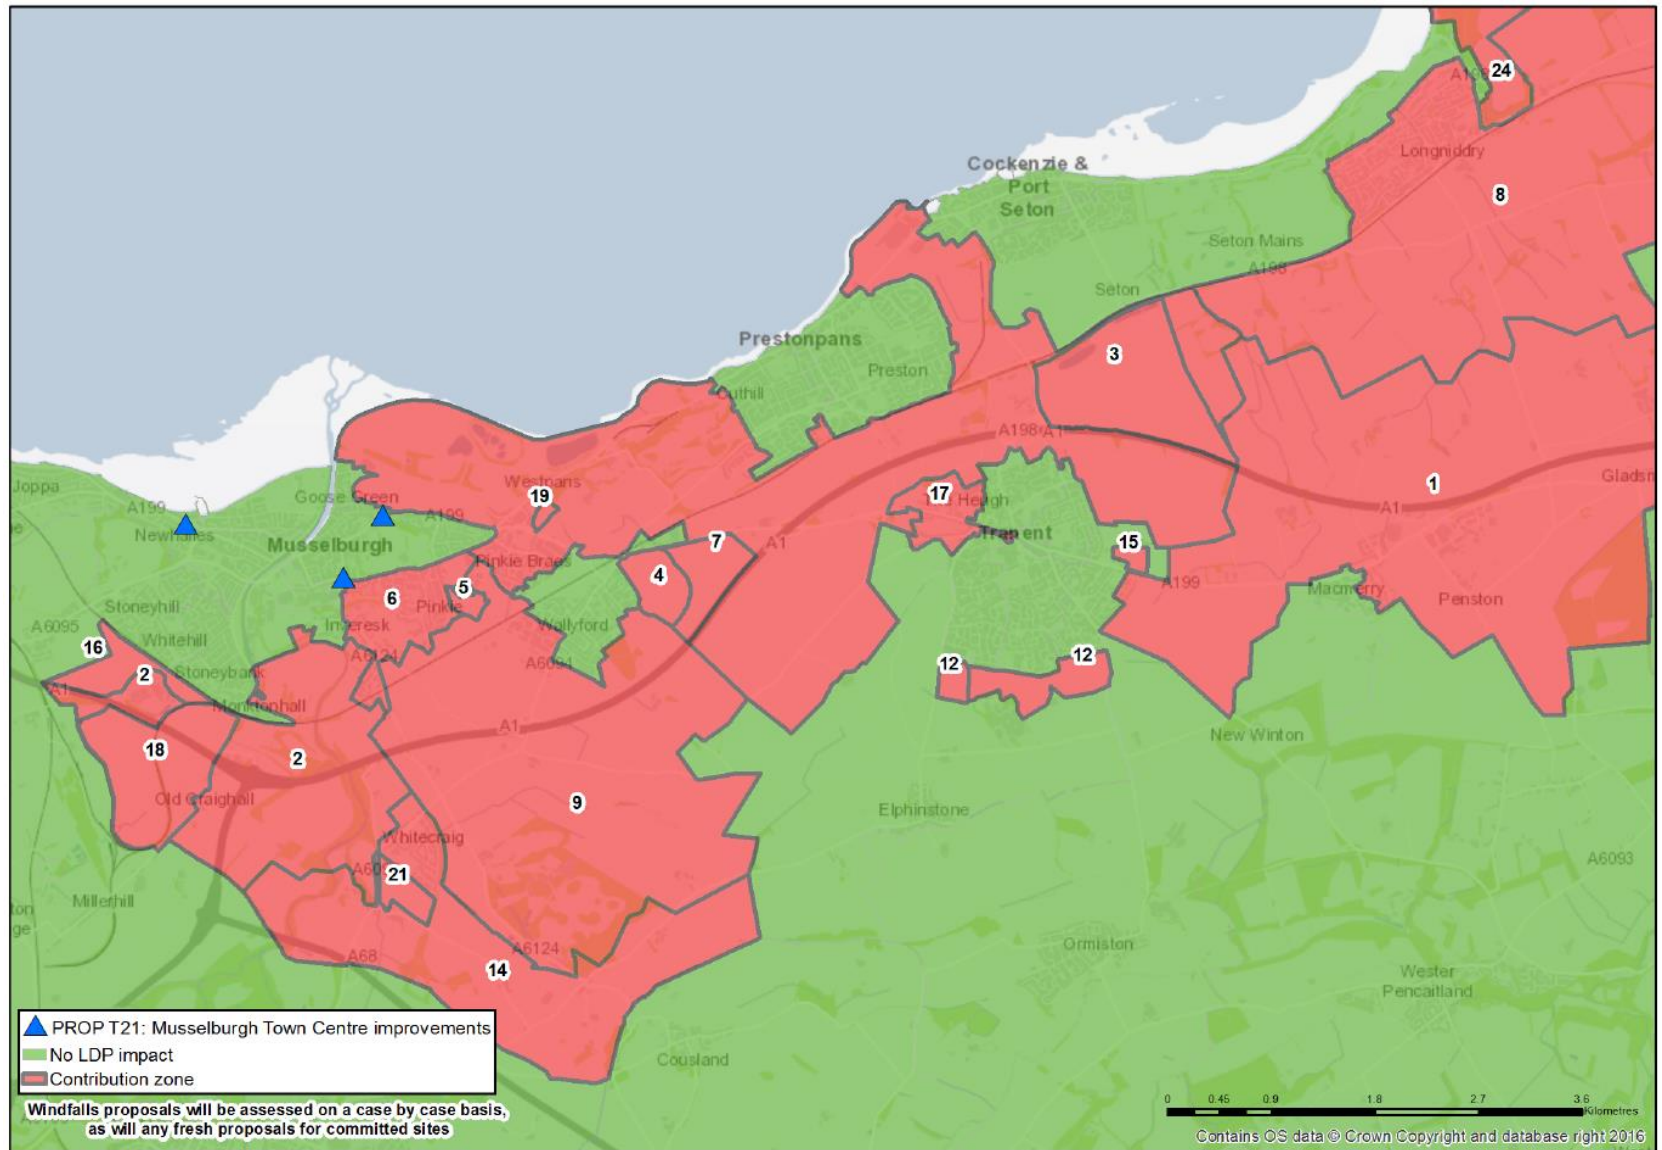 24
A198
Longniddry
Cockenzie &
Port
Seton
8
Seton Mains
A198
Seton
Prestonpans
3
Preston
Cuthill
A198
A1
Westpans
19
17
1
Joppa
A199
Goose Green
A199
Newhailes
Musselburgh
Tranent
A1
Pinkie Braes
7
A1
15
4
5
6
Pinkie
A199
Macmerry
Penston
Stoneyhill
A6095
Inveresk
Wallyford
Whitehill
16
A6124
A6094
12
12
2
Stoneybank
A1
Monktonhall
A1
New Winton
18
2
Old Craighall
9
Elphinstone
Whitecraig
A6093
21
Millerhill
Ormiston
A6124
A68
14
Wester
Pencaitland
PROP T21: Musselburgh Town Centre improvements
No LDP impact
Contribution zone
Cousland
Windfalls proposals will be assessed on a case by case basis,
as will any fresh proposals for committed sites
0 0.45 0.9 1.8 2.7 3.6
Kilometres
Contains OS data © Crown Copyright and database right 2016